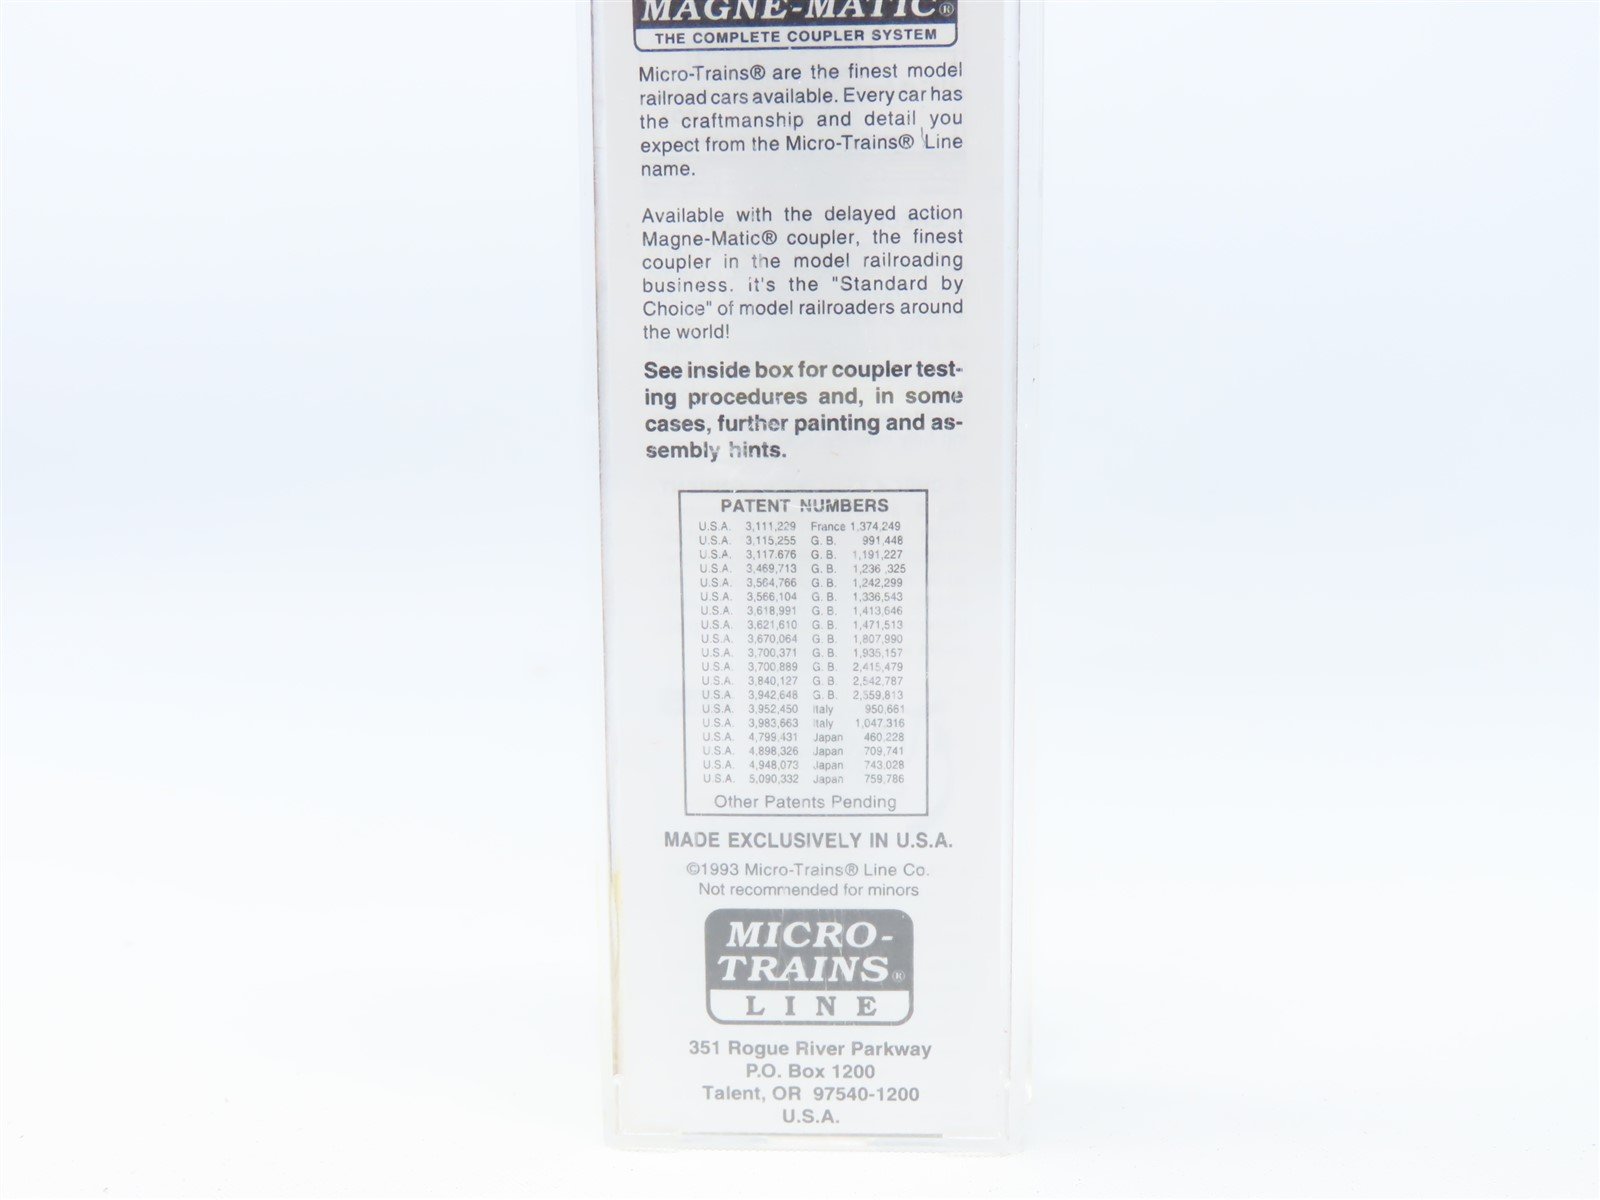 MAGNE-MATIC®
THE COMPLETE COUPLER SYSTEM
Micro-Trains® are the finest model
railroad cars available. Every car has
the craftmanship and detail you
expect from the Micro-Trains® Line
name.
Available with the delayed action
Magne-Matic® coupler, the finest
coupler in the model railroading
business. it's the "Standard by
Choice" of model railroaders around
the world!
See inside box for coupler test-
ing procedures and, in some
cases, further painting and as-
sembly hints.
PATENT NUMBERS
U.S.A. 3,111,229 France 1,374,249
U.S.A. 3,115,255 G. B. 991,448
U.S.A. 3,117.676 G. B. 1,191,227
U.S.A. 3,469,713 G. B. 1,236 ,325
U.S.A. 3,564,766 G. B. 1,242,299
U.S.A. 3,566,104 G. B. 1,336,543
U.S.A. 3,618,991 G. B. 1,413,646
U.S.A. 3,621,610 G. B. 1,471,513
U.S.A. 3,670,064 G. B. 1,807,990
U.S.A. 3,700,371 G. B. 1,935,157
U.S.A. 3,700,889 G. B. 2,415,479
U.S.A. 3,840,127 G. B. 2,542,787
U.S.A. 3,942,648 G. B. 2,559,813
U.S.A. 3,952,450 Italy 950,661
U.S.A. 3,983,663 Italy 1,047,316
U.S.A. 4,799,431 Japan 460,228
U.S.A. 4,898,326 Japan 709,741
U.S.A. 4,948,073 Japan 743,028
U.S.A. 5,090,332 Japan 759,786
Other Patents Pending
MADE EXCLUSIVELY IN U.S.A.
©1993 Micro-Trains® Line Co.
Not recommended for minors
MICRO-
TRAINS®
LINE
351 Rogue River Parkway
P.O. Box 1200
Talent, OR 97540-1200
U.S.A.